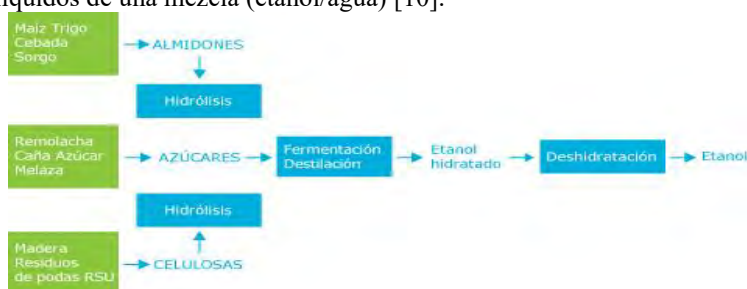 líquidos de una mezcla (etanol/agua) [10].
Maíz Trigo
Cebada
Sorgo
ALMIDONES
Hidrólisis
Remolacha
Caña Azúcar
Melaza
AZÚCARES
Fermentación
Destilación
Etanol
hidratado
Deshidratación
Etanol
Hidrólisis
Madera
Residuos
de podas RSU
CELULOSAS